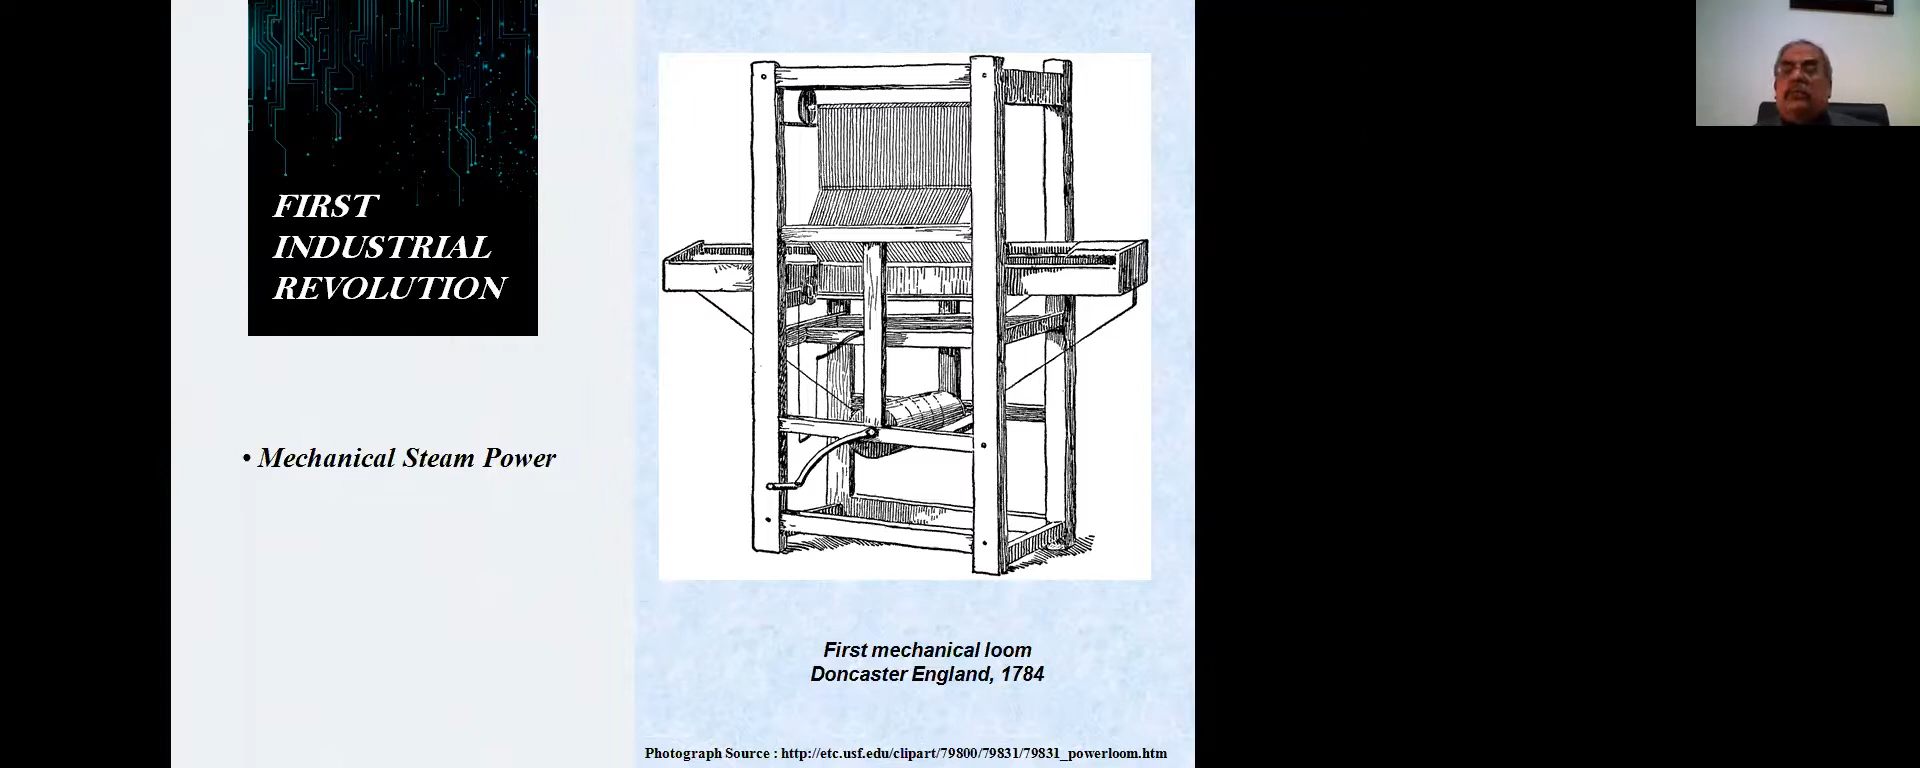 FIRST
INDUSTRIAL
REVOLUTION
• Mechanical Steam Power
First mechanical loom
Doncaster England, 1784
Photograph Source : http://etc.usf.edu/clipart/79800/79831/79831_powerloom.htm